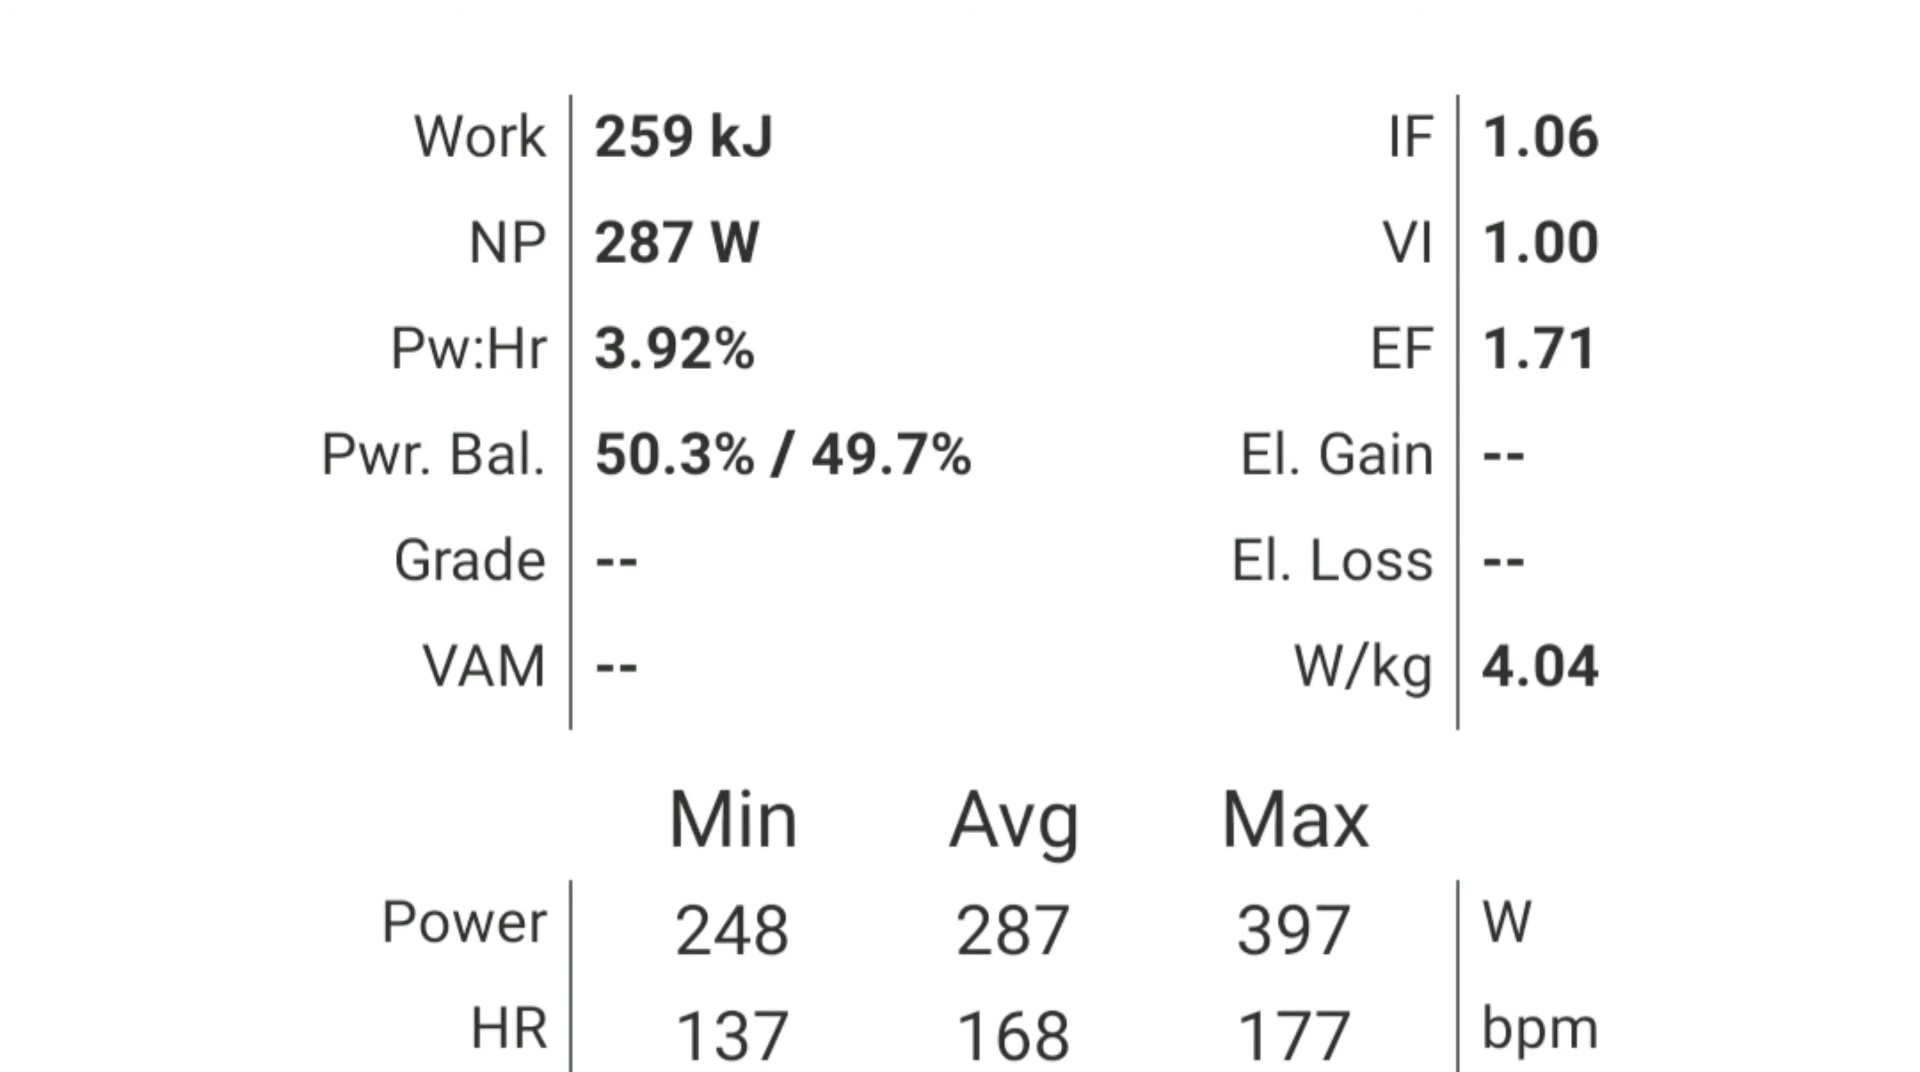 Work 259 kJ IF 1.06
NP 287 W VI 1.00
Pw:Hr 3.92% EF 1.71
Pwr. Bal. 50.3% / 49.7% El. Gain --
Grade -- El. Loss --
VAM -- W/kg 4.04
Min Avg Max
Power 248 287 397 W
HR 137 168 177 bpm